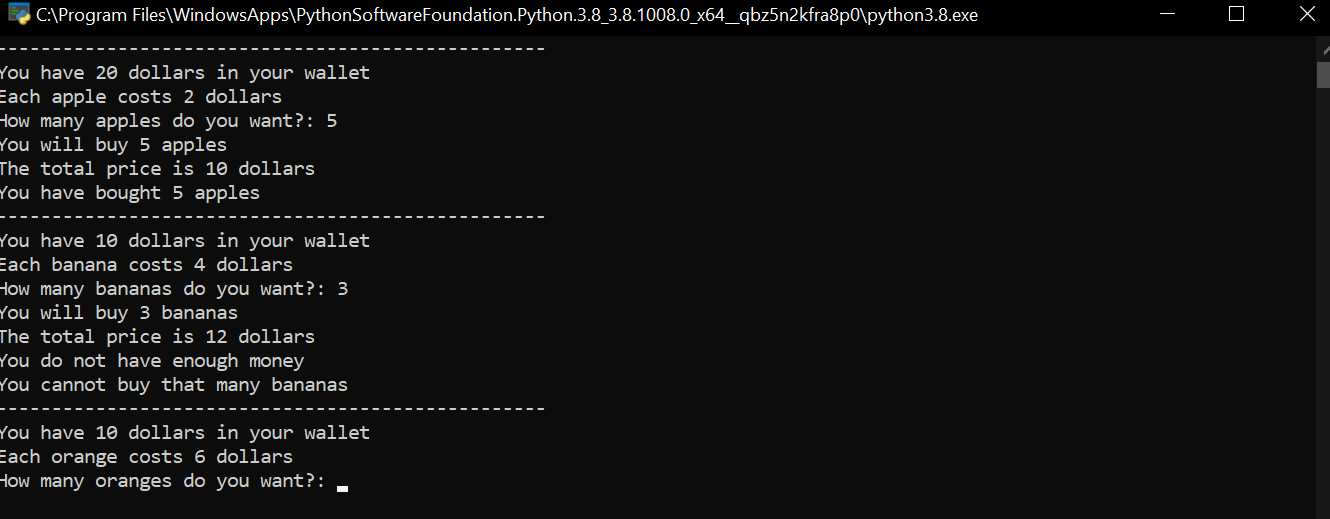 C:\Program Files\WindowsApps\PythonSoftwareFoundation.Python.3.8_3.8.1008.0_x64__qbz5n2kfra8p0\python3.8.exe
--------------------------------------------------
You have 20 dollars in your wallet
Each apple costs 2 dollars
How many apples do you want?: 5
You will buy 5 apples
The total price is 10 dollars
You have bought 5 apples
--------------------------------------------------
You have 10 dollars in your wallet
Each banana costs 4 dollars
How many bananas do you want?: 3
You will buy 3 bananas
The total price is 12 dollars
You do not have enough money
You cannot buy that many bananas
--------------------------------------------------
You have 10 dollars in your wallet
Each orange costs 6 dollars
How many oranges do you want?: